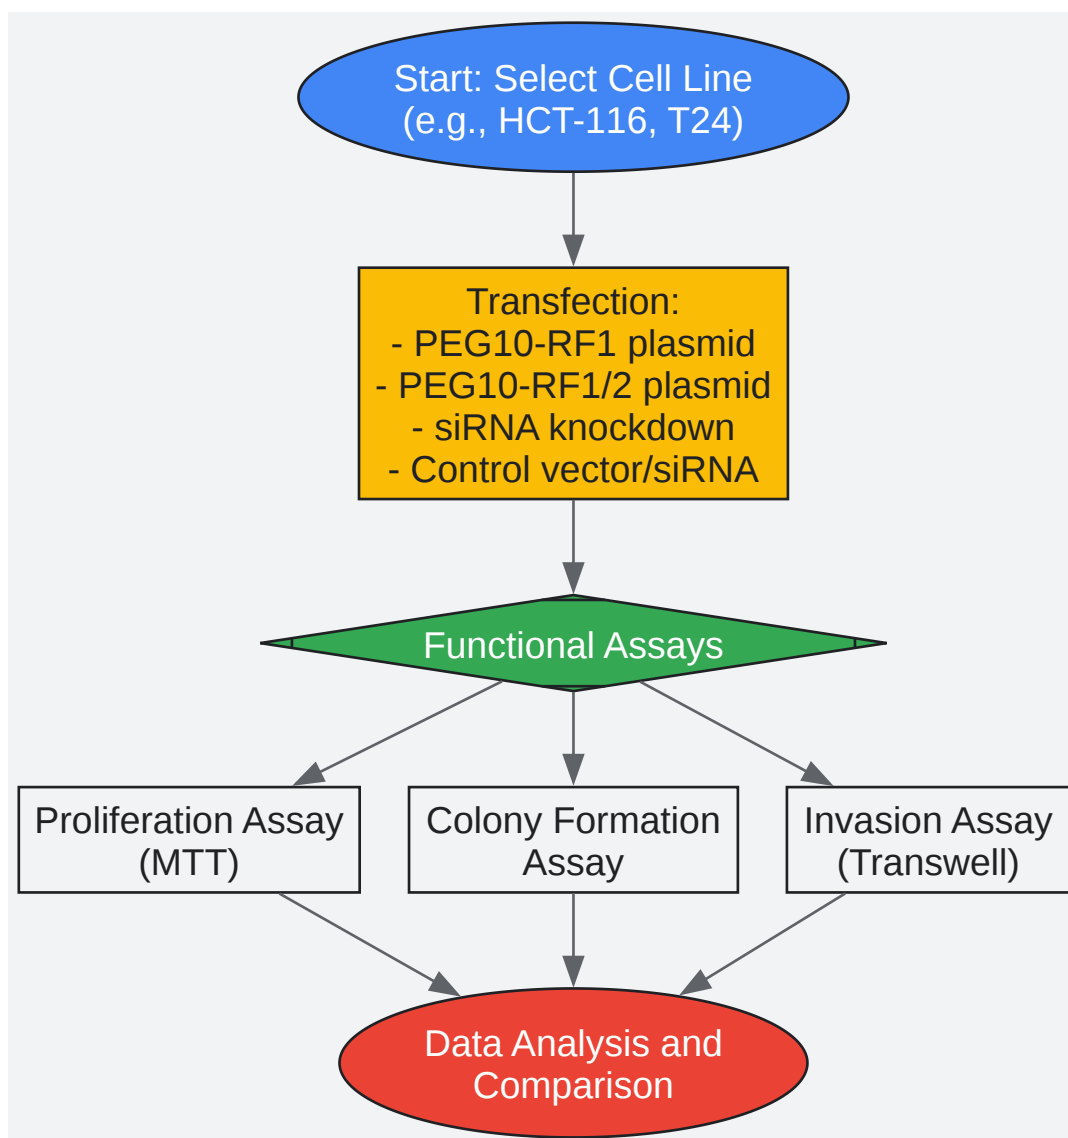 Start: Select Cell Line
(e.g., HCT-116, T24)
Transfection:
- PEG10-RF1 plasmid
- PEG10-RF1/2 plasmid
- siRNA knockdown
- Control vector/siRNA
Functional Assays
Proliferation Assay
(MTT)
Colony Formation
Assay
Invasion Assay
(Transwell)
Data Analysis and
Comparison